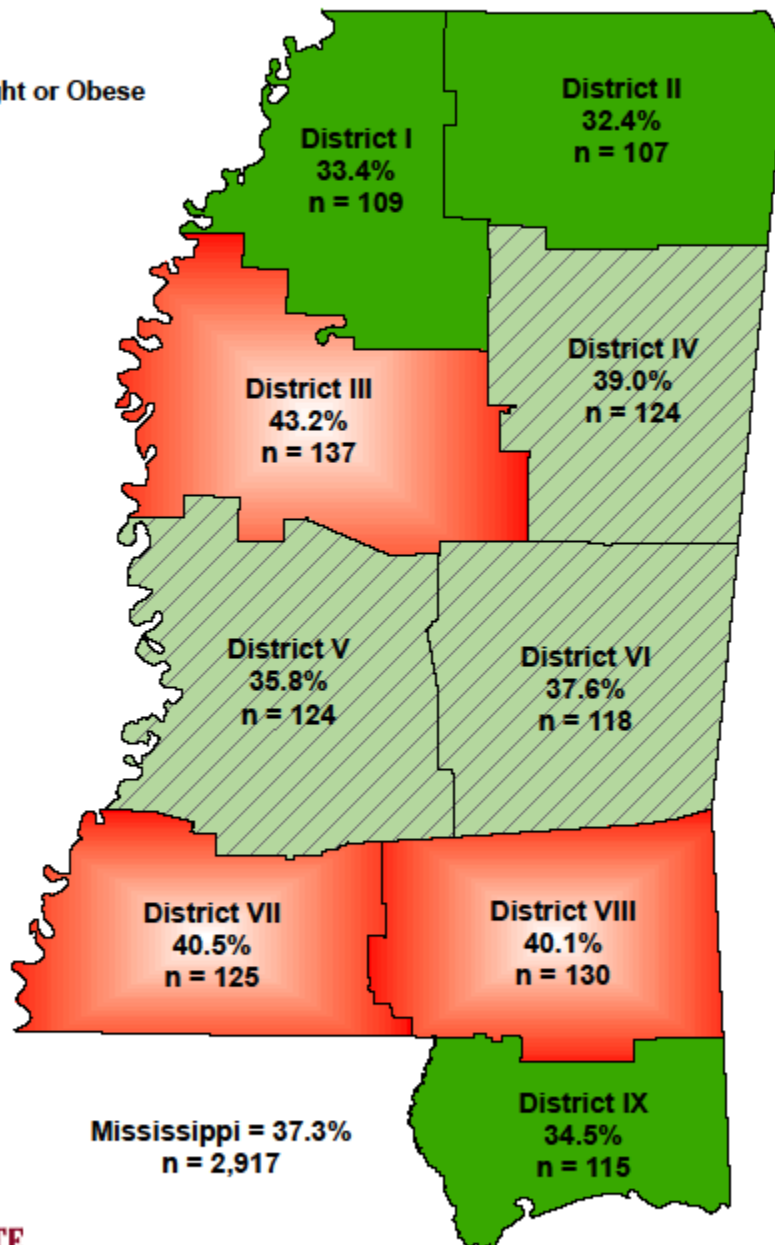 ght or Obese
District I
33.4%
n = 109
District II
32.4%
n = 107
District III
43.2%
n = 137
District IV
39.0%
n = 124
District V
35.8%
n = 124
District VI
37.6%
n = 118
District VII
40.5%
n = 125
District VIII
40.1%
n = 130
District IX
34.5%
n = 115
Mississippi = 37.3%
n = 2,917
TE